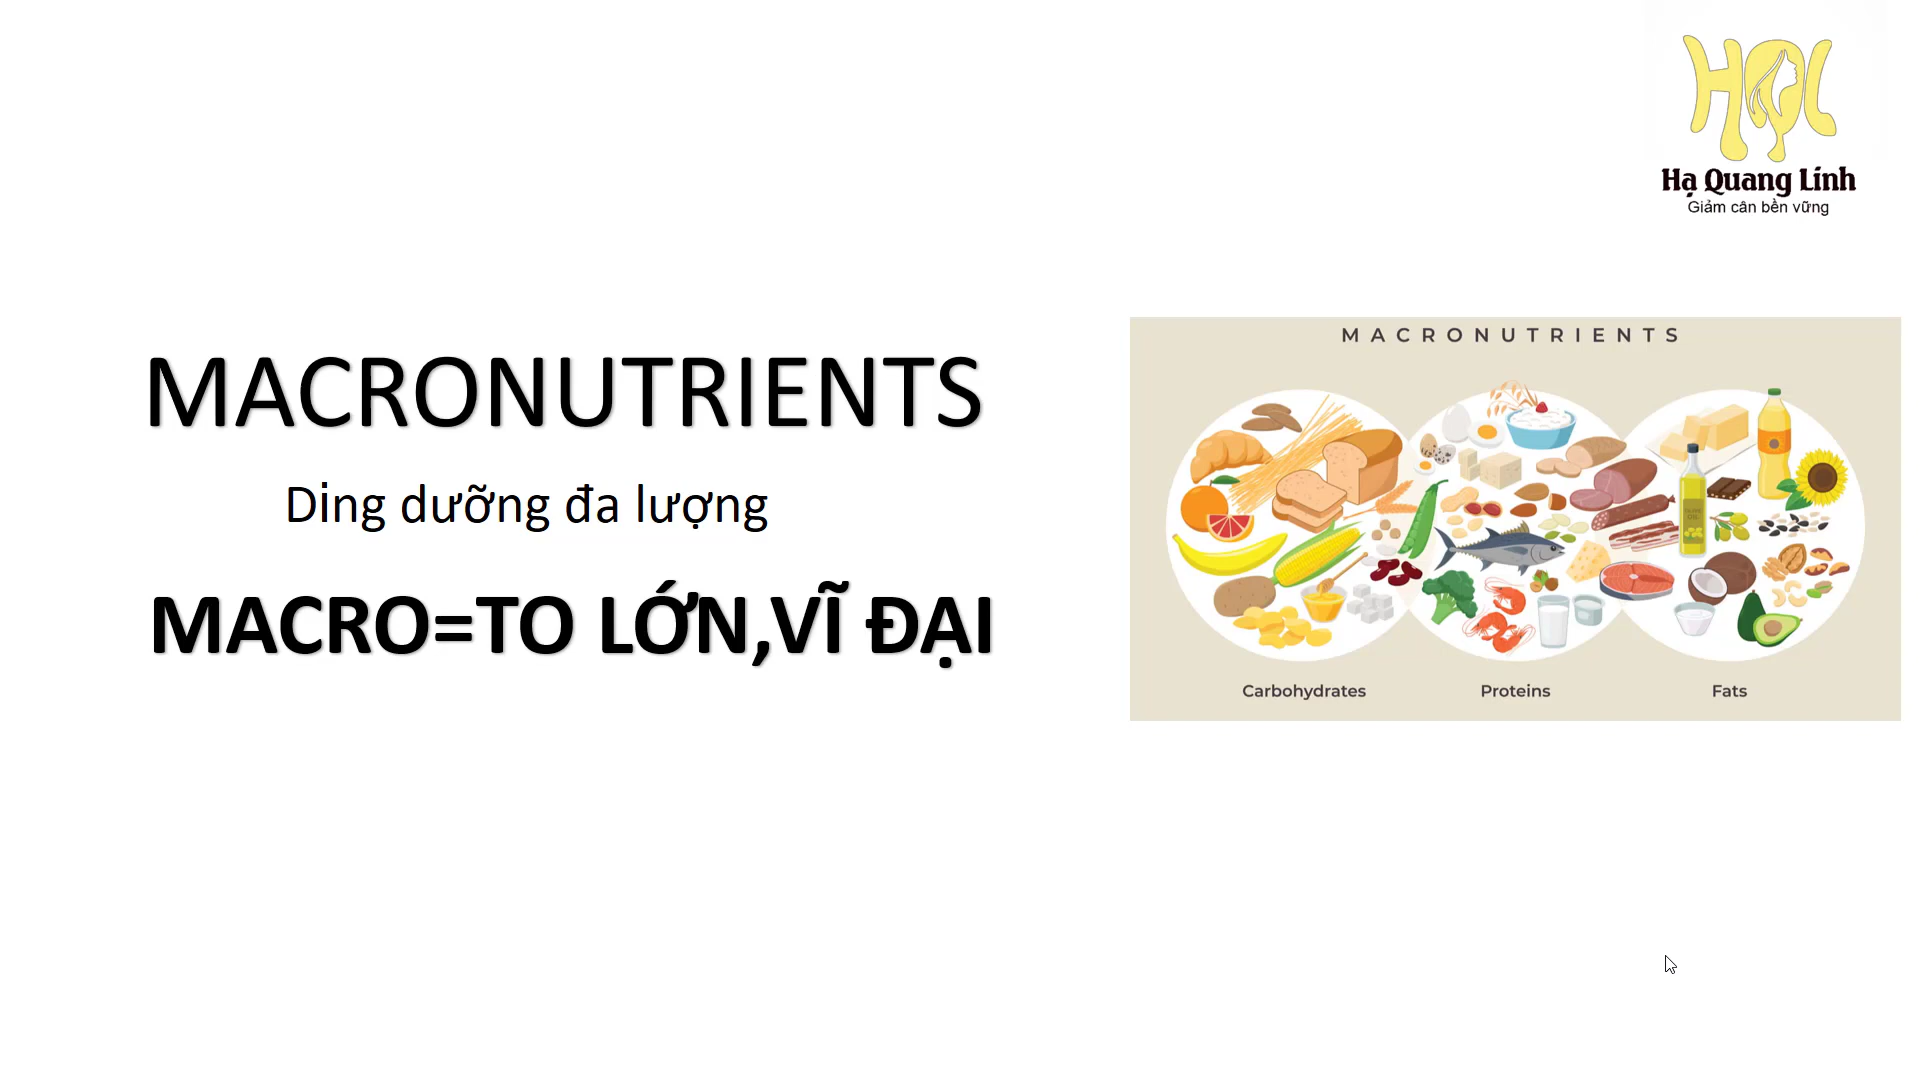 HQL
Hạ Quang Linh
Giảm cân bền vững
MACRONUTRIENTS
Ding dưỡng đa lượng
MACRO=TO LỚN,VĨ ĐẠI
MACRONUTRIENTS
Carbohydrates
Proteins
Fats